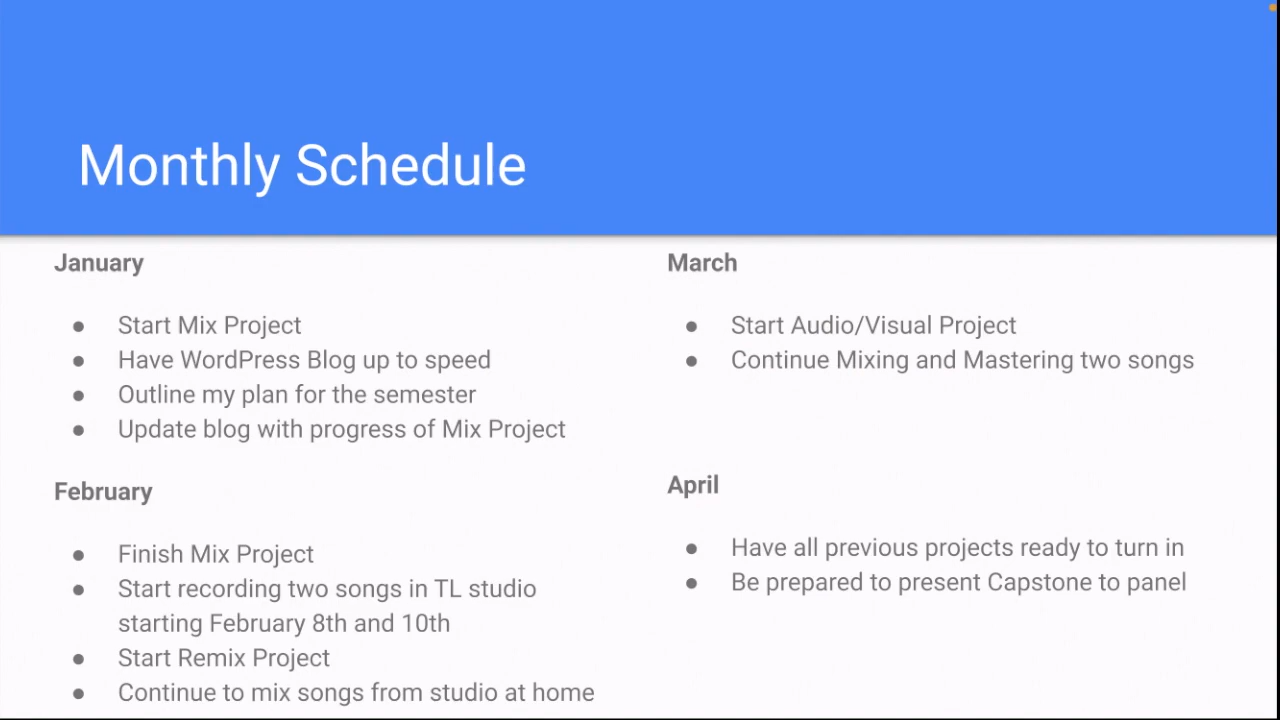 Monthly Schedule
January
● Start Mix Project
● Have WordPress Blog up to speed
● Outline my plan for the semester
● Update blog with progress of Mix Project
February
● Finish Mix Project
● Start recording two songs in TL studio
starting February 8th and 10th
● Start Remix Project
● Continue to mix songs from studio at home
March
● Start Audio/Visual Project
● Continue Mixing and Mastering two songs
April
● Have all previous projects ready to turn in
● Be prepared to present Capstone to panel